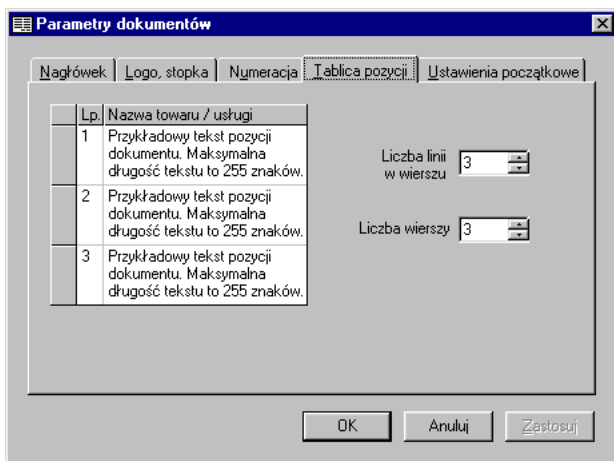 Parametry dokumentów
Nagłówek Logo, stopka Numeracja Tablica pozycji Ustawienia początkowe
Lp. Nazwa towaru / usługi
1 Przykładowy tekst pozycji
dokumentu. Maksymalna
długość tekstu to 255 znaków.
2 Przykładowy tekst pozycji
dokumentu. Maksymalna
długość tekstu to 255 znaków.
3 Przykładowy tekst pozycji
dokumentu. Maksymalna
długość tekstu to 255 znaków.
Liczba linii
w wierszu 3
Liczba wierszy 3
OK Anuluj Zastosuj